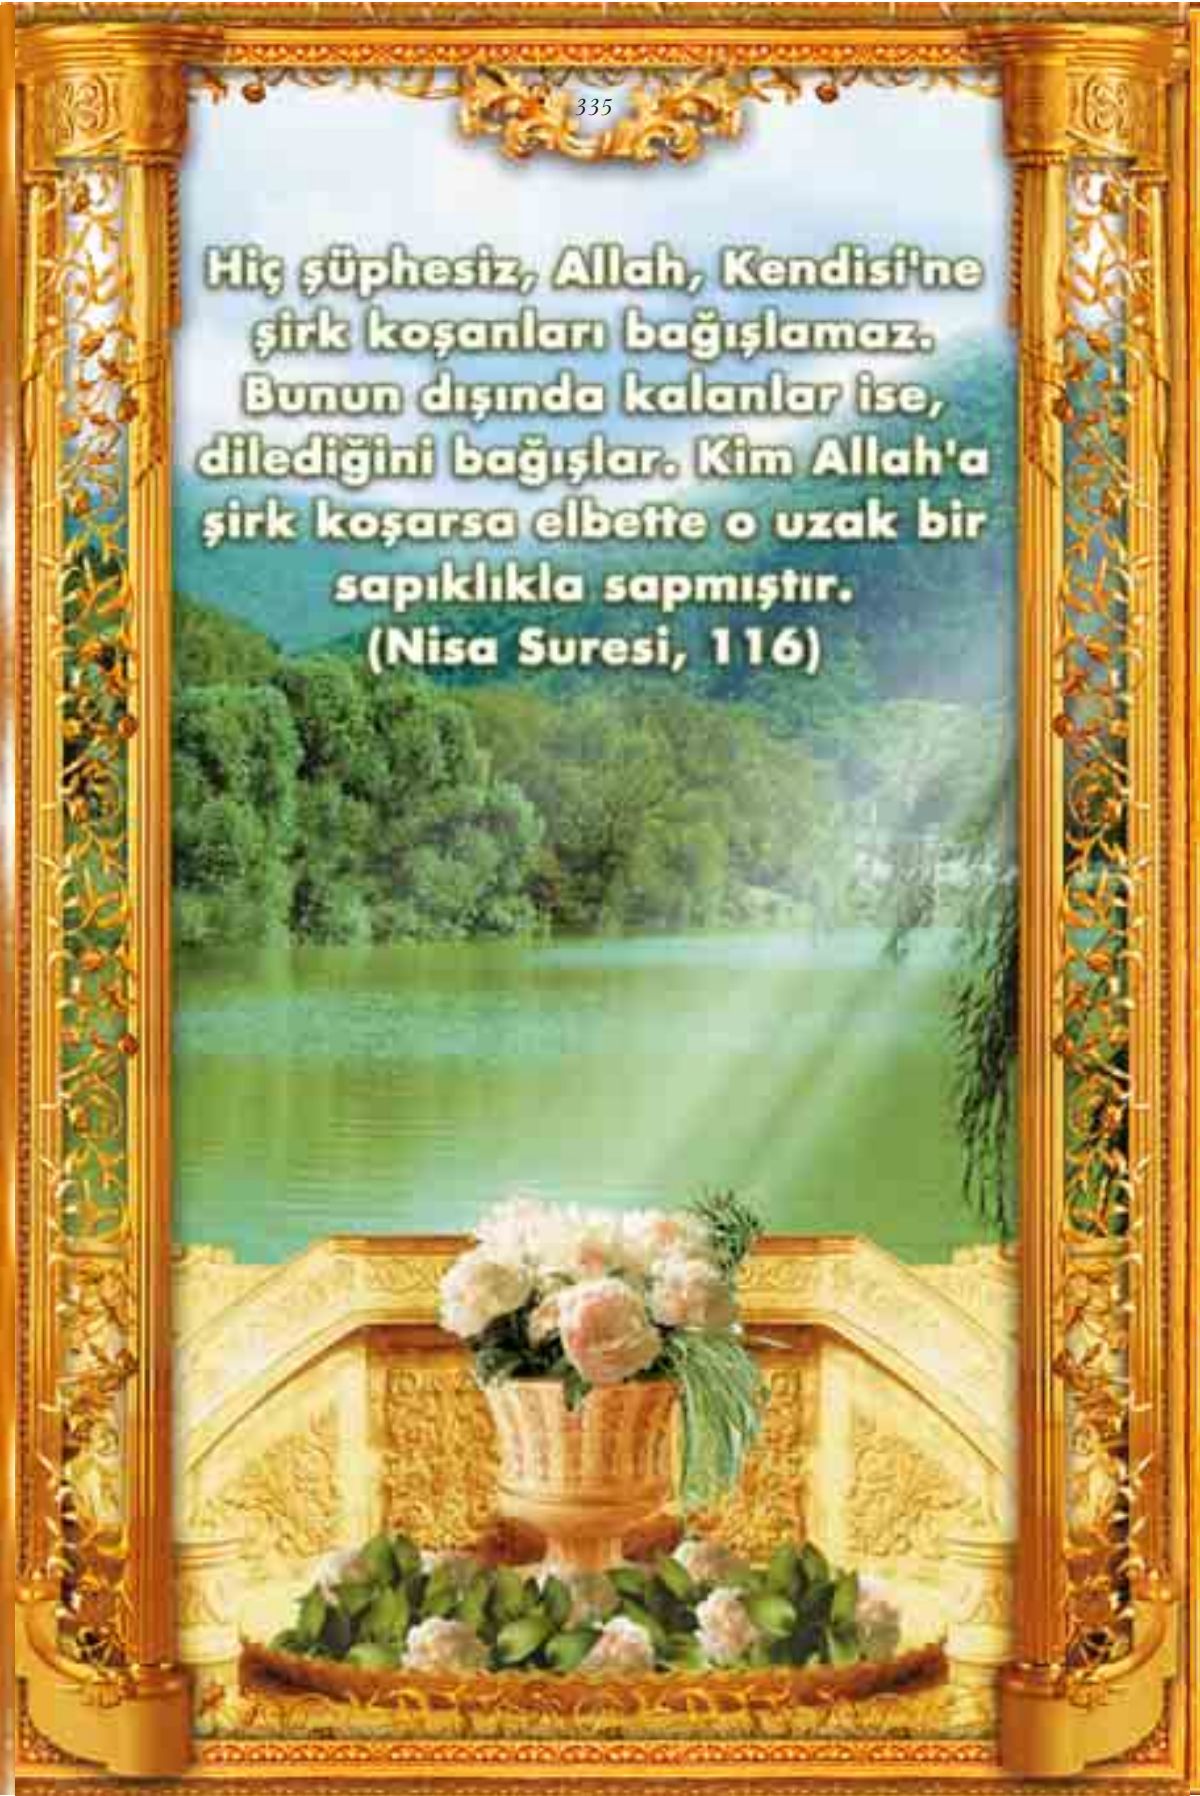 335
Hiç şüphesiz, Allah, Kendisi'ne
şirk koşanları bağışlamaz.
Bunun dışında kalanlar ise,
dilediğini bağışlar. Kim Allah'a
şirk koşarsa elbette o uzak bir
sapıklıkla sapmıştır.
(Nisa Suresi, 116)